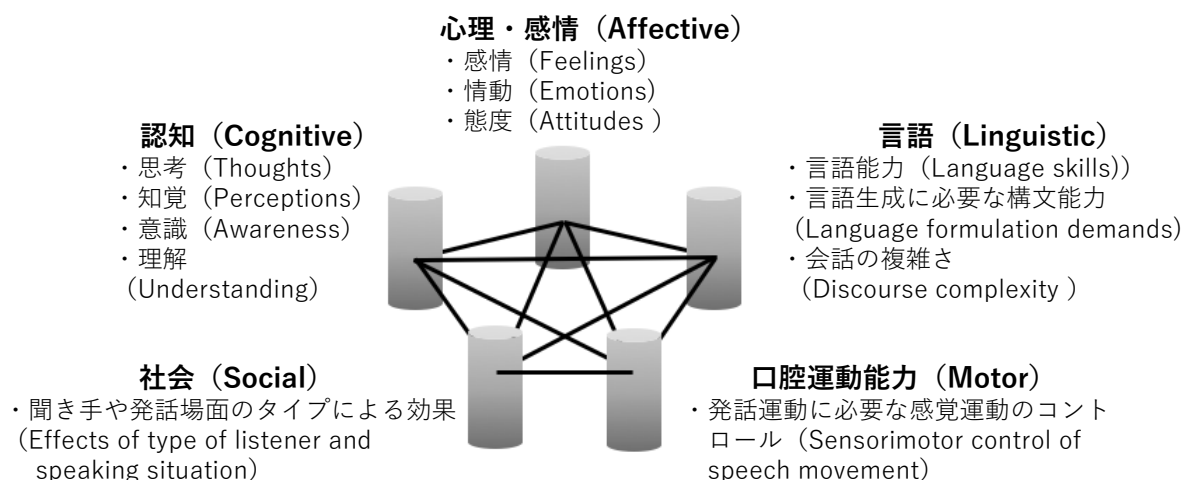 心理・感情（Affective）
・感情（Feelings）
・情動（Emotions）
・態度（Attitudes ）
認知（Cognitive）
・思考（Thoughts）
・知覚（Perceptions）
・意識（Awareness）
・理解
（Understanding）
言語（Linguistic）
・言語能力（Language skills)）
・言語生成に必要な構文能力
（Language formulation demands）
・会話の複雑さ
（Discourse complexity ）
社会（Social）
・聞き手や発話場面のタイプによる効果
（Effects of type of listener and
speaking situation）
口腔運動能力（Motor）
・発話運動に必要な感覚運動のコント
ロール（Sensorimotor control of
speech movement）